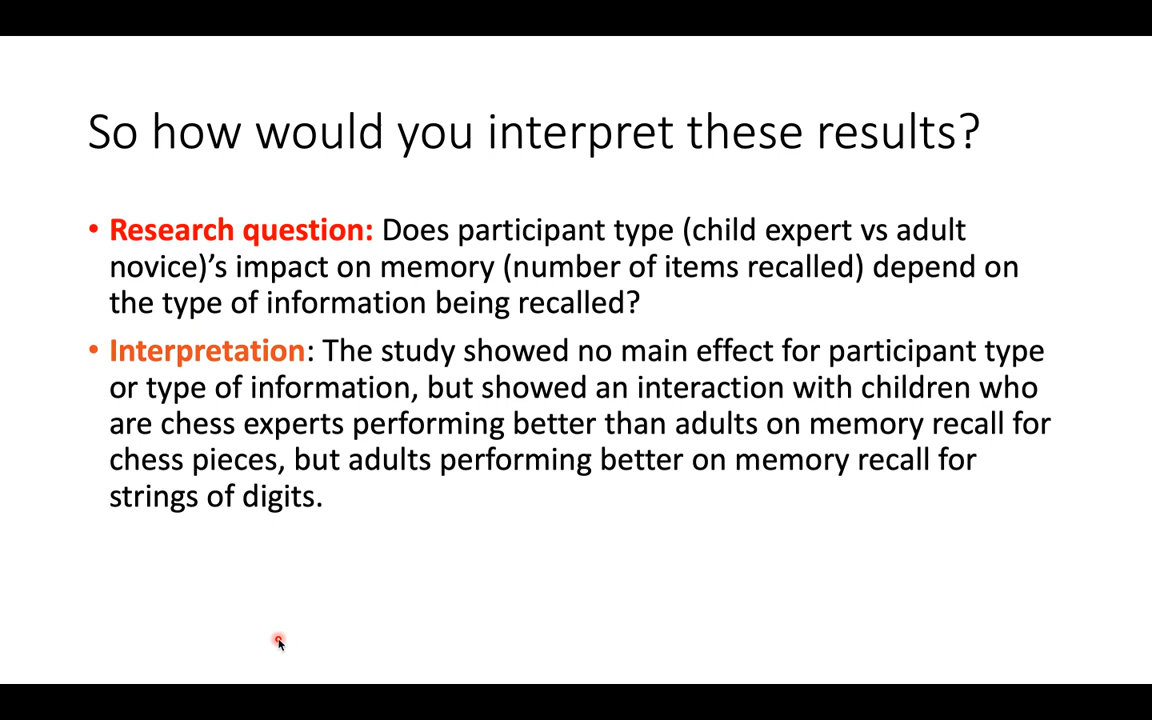 So how would you interpret these results?
• Research question: Does participant type (child expert vs adult
novice)’s impact on memory (number of items recalled) depend on
the type of information being recalled?
• Interpretation: The study showed no main effect for participant type
or type of information, but showed an interaction with children who
are chess experts performing better than adults on memory recall for
chess pieces, but adults performing better on memory recall for
strings of digits.